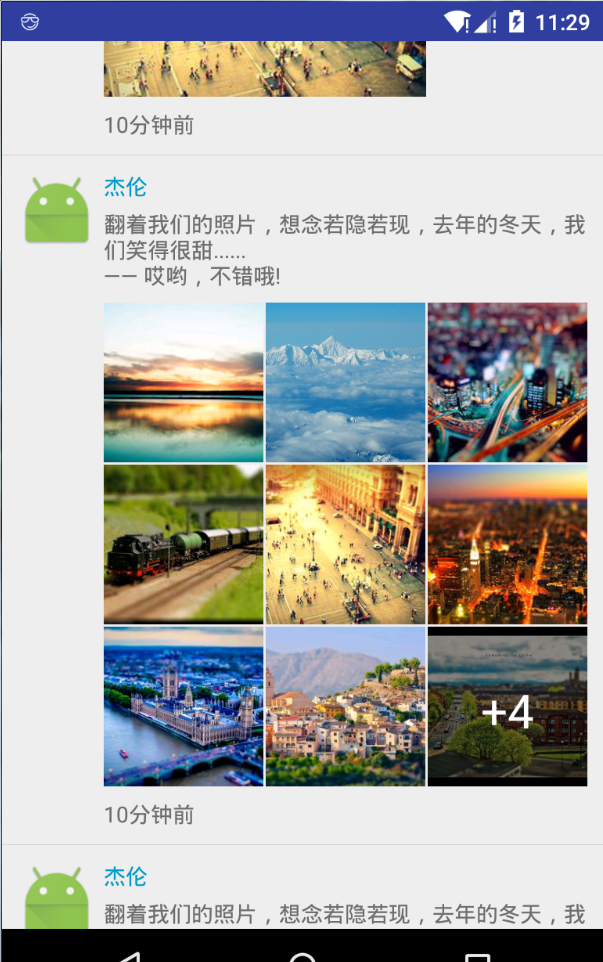 11:29
10分钟前
杰伦
翻着我们的照片，想念若隐若现，去年的冬天，我
们笑得很甜......
—— 哎哟，不错哦!
+4
10分钟前
杰伦
翻着我们的照片，想念若隐若现，去年的冬天，我